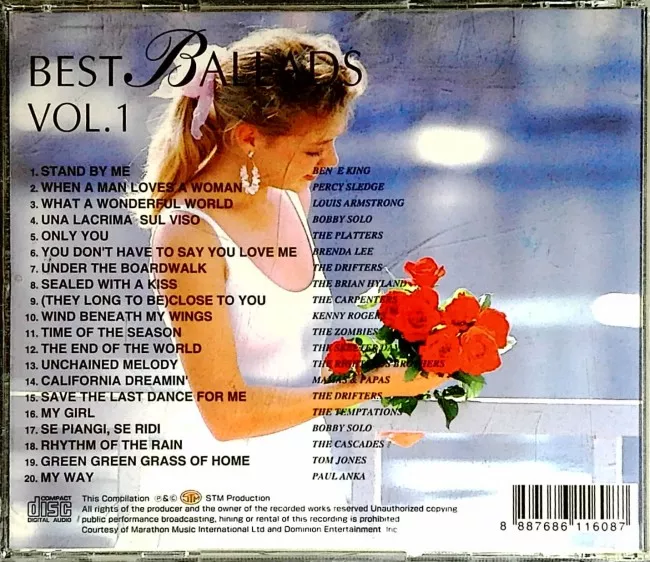 BEST BALLADS
VOL.1
1. STAND BY ME BEN E KING
2. WHEN A MAN LOVES A WOMAN PERCY SLEDGE
3. WHAT A WONDERFUL WORLD LOUIS ARMSTRONG
4. UNA LACRIMA SUL VISO BOBBY SOLO
5. ONLY YOU THE PLATTERS
6. YOU DON'T HAVE TO SAY YOU LOVE ME BRENDA LEE
7. UNDER THE BOARDWALK THE DRIFTERS
8. SEALED WITH A KISS THE BRIAN HYLAND
9. (THEY LONG TO BE)CLOSE TO YOU THE CARPENTERS
10. WIND BENEATH MY WINGS KENNY ROGERS
11. TIME OF THE SEASON THE ZOMBIES
12. THE END OF THE WORLD THE
13. UNCHAINED MELODY THE RIGHTEOUS BROTHERS
14. CALIFORNIA DREAMIN' MAMAS & PAPAS
15. SAVE THE LAST DANCE FOR ME THE DRIFTERS
16. MY GIRL THE TEMPTATIONS
17. SE PIANGI, SE RIDI BOBBY SOLO
18. RHYTHM OF THE RAIN THE CASCADES ?
19. GREEN GREEN GRASS OF HOME TOM JONES
20. MY WAY PAUL ANKA
COMPACT disc DIGITAL AUDIO
This Compilation ℗&© STM STM Production
All rights of the producer and the owner of the recorded works reserved Unauthorized copying
/public performance broadcasting, hining or rental of this recording is prohibited
Courtesy of Marathon Music International Ltd and Dominion Entertainment Inc
8 887686 116087